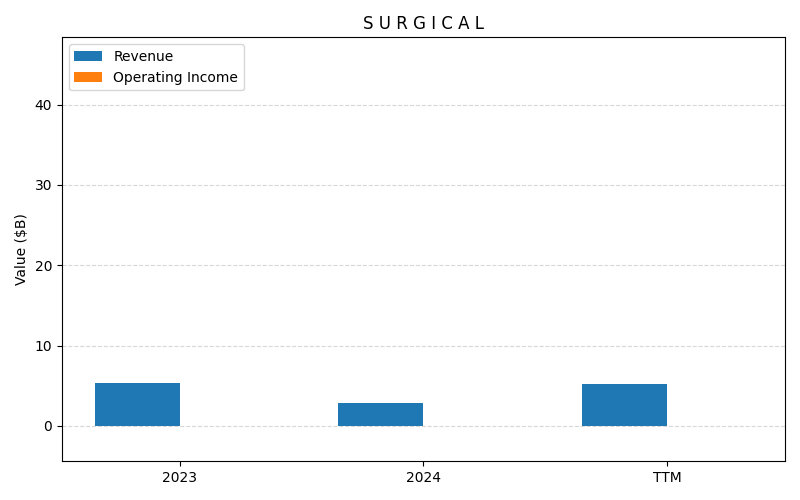 S U R G I C A L
Revenue
Operating Income
Value ($B)
40
30
20
10
0
2023
2024
TTM